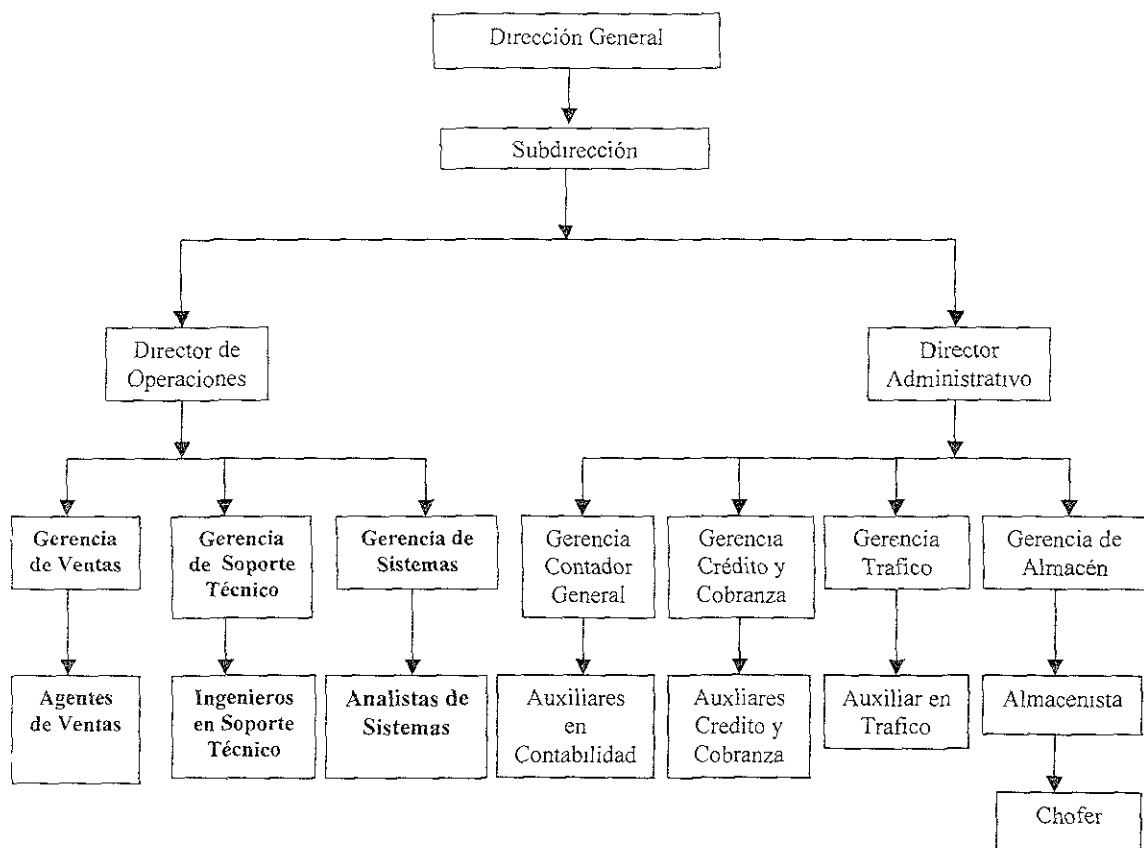 Dirección General
Subdirección
Director de
Operaciones
Director
Administrativo
Gerencia
de Ventas
Gerencia
de Soporte
Técnico
Gerencia de
Sistemas
Gerencia
Contador
General
Gerencia
Crédito y
Cobranza
Gerencia
Trafico
Gerencia de
Almacén
Agentes
de Ventas
Ingenieros
en Soporte
Técnico
Analistas de
Sistemas
Auxiliares
en
Contabilidad
Auxliares
Credito y
Cobranza
Auxiliar en
Trafico
Almacenista
Chofer